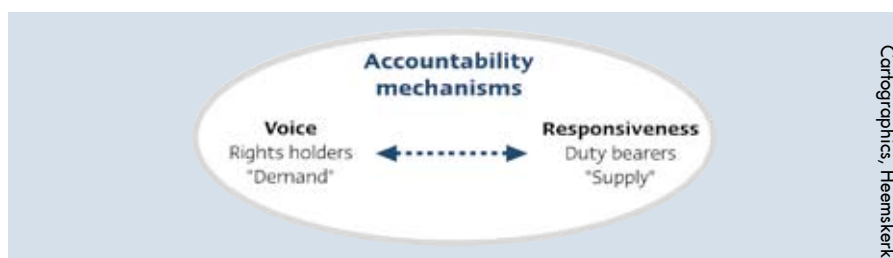 Accountability
mechanisms
Voice
Rights holders
"Demand"
Responsiveness
Duty bearers
"Supply"
Cartographics, Heemskerk